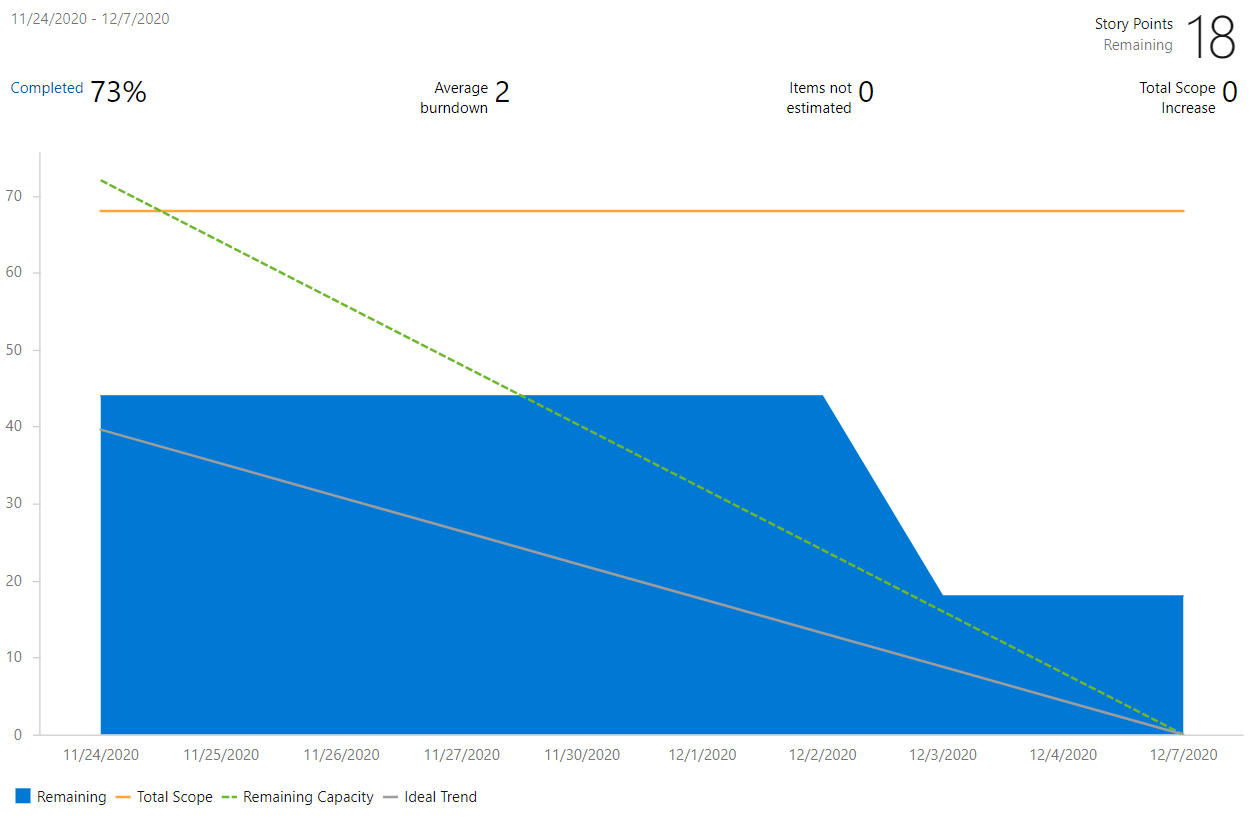 11/24/2020 - 12/7/2020
Story Points
Remaining
18
Completed 73%
Average
burndown
2
Items not
estimated
0
Total Scope
Increase
0
70
60
50
40
30
20
10
0
11/24/2020 11/25/2020 11/26/2020 11/27/2020 11/30/2020 12/1/2020 12/2/2020 12/3/2020 12/4/2020 12/7/2020
Remaining Total Scope Remaining Capacity Ideal Trend